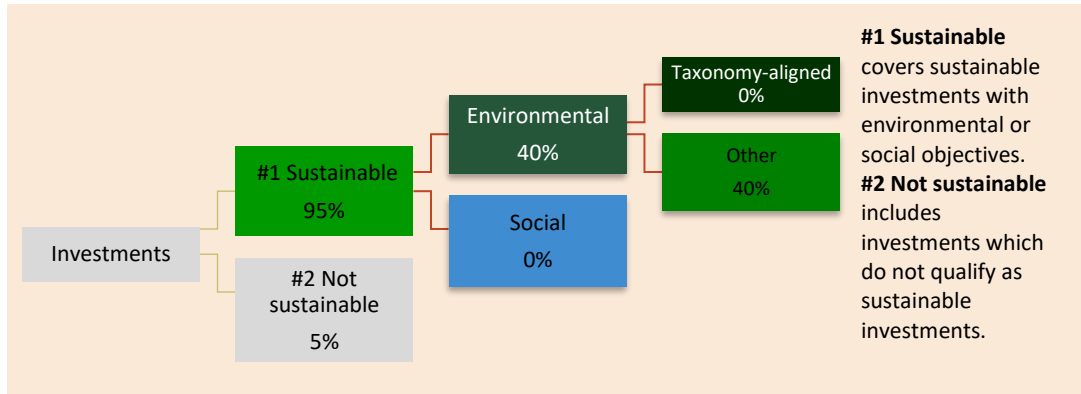 Investments
#1 Sustainable
95%
#2 Not
sustainable
5%
Environmental
40%
Social
0%
Taxonomy-aligned
0%
Other
40%
#1 Sustainable
covers sustainable
investments with
environmental or
social objectives.
#2 Not sustainable
includes
investments which
do not qualify as
sustainable
investments.